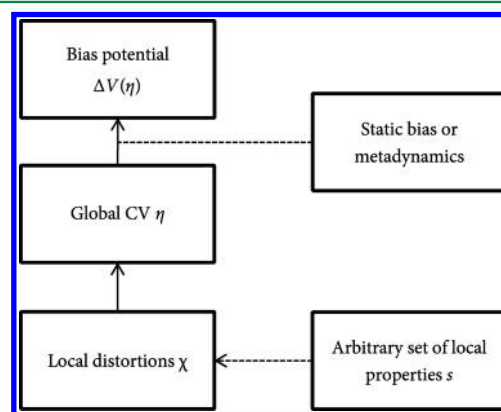 Bias potential
ΔV(η)
Static bias or
metadynamics
Global CV η
Local distortions χ
Arbitrary set of local
properties s